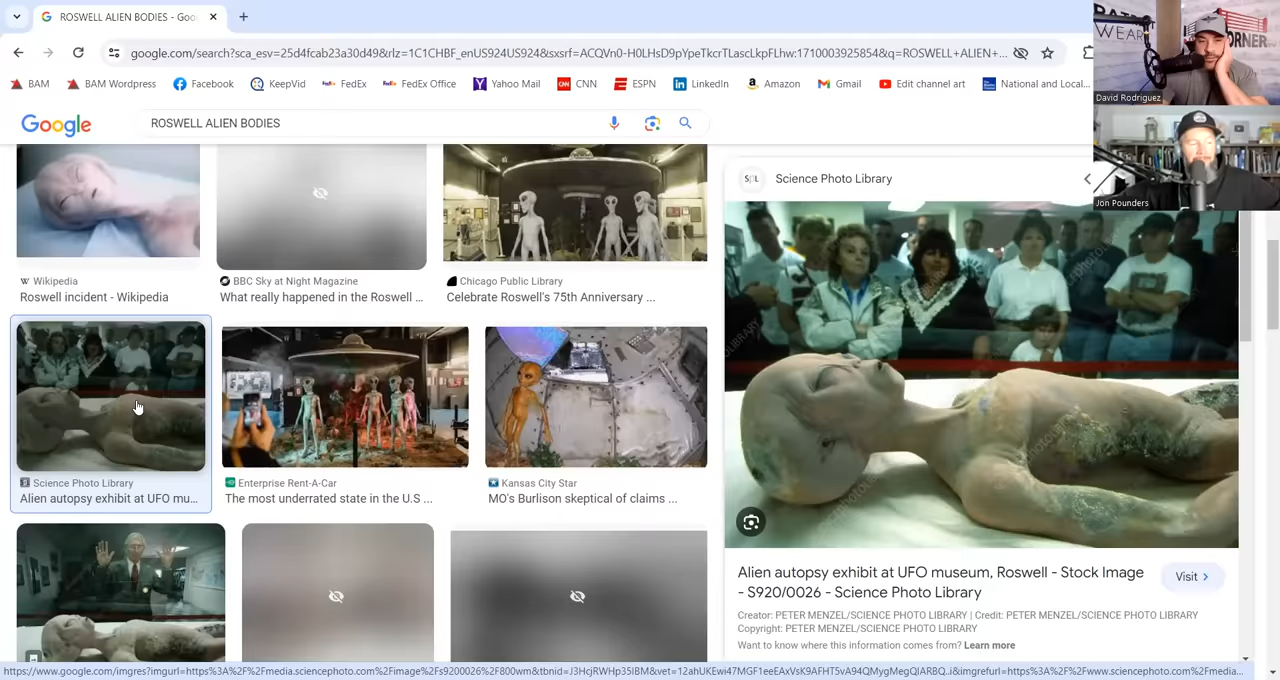 ROSWELL ALIEN BODIES - Goo
google.com/search?sca_esv=25d4fcab23a30d49&rlz=1C1RXHBF_enUS924US924&sxsrf=ACQVn0-H0LHsD9pYpeTkcrTLascLkpFLhw:1710003925854&q=ROSWELL+ALIEN+...
BAM
BAM Wordpress
Facebook
KeepVid
FedEx
FedEx Office
Yahoo Mail
CNN
ESPN
LinkedIn
Amazon
Gmail
Edit channel art
National and Local...
WEAR
David Rodriguez
Jon Pounders
Google
ROSWELL ALIEN BODIES
SPL
Science Photo Library
Wikipedia
Roswell incident - Wikipedia
BBC Sky at Night Magazine
What really happened in the Roswell ...
Chicago Public Library
Celebrate Roswell's 75th Anniversary ...
Science Photo Library
Alien autopsy exhibit at UFO mu...
Enterprise Rent-A-Car
The most underrated state in the U.S ...
Kansas City Star
MO's Burlison skeptical of claims ...
Alien autopsy exhibit at UFO museum, Roswell - Stock Image
- S920/0026 - Science Photo Library
Visit
Creator: PETER MENZEL/SCIENCE PHOTO LIBRARY | Credit: PETER MENZEL/SCIENCE PHOTO LIBRARY
Copyright: PETER MENZEL/SCIENCE PHOTO LIBRARY
Want to know where this information comes from? Learn more